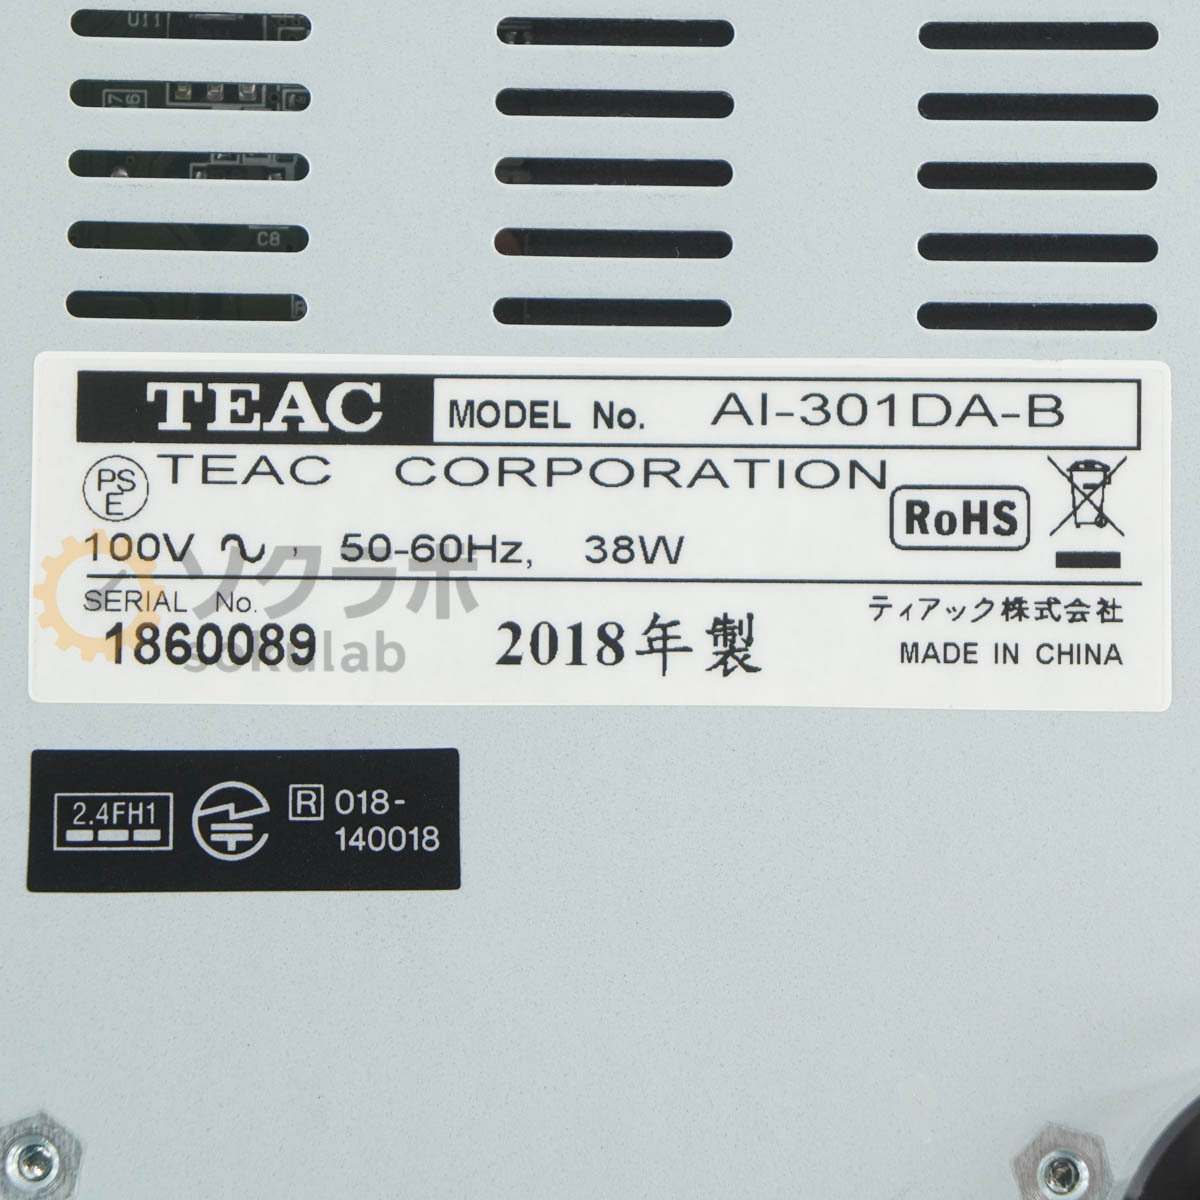 U11
C8
TEAC MODEL No. AI-301DA-B
PSE TEAC CORPORATION
RoHS
100V ~, 50-60Hz, 38W
ソクラボ
sokulab
SERIAL No.
1860089
2018年製
ティアック株式会社
MADE IN CHINA
2.4FH1
R 018-
140018